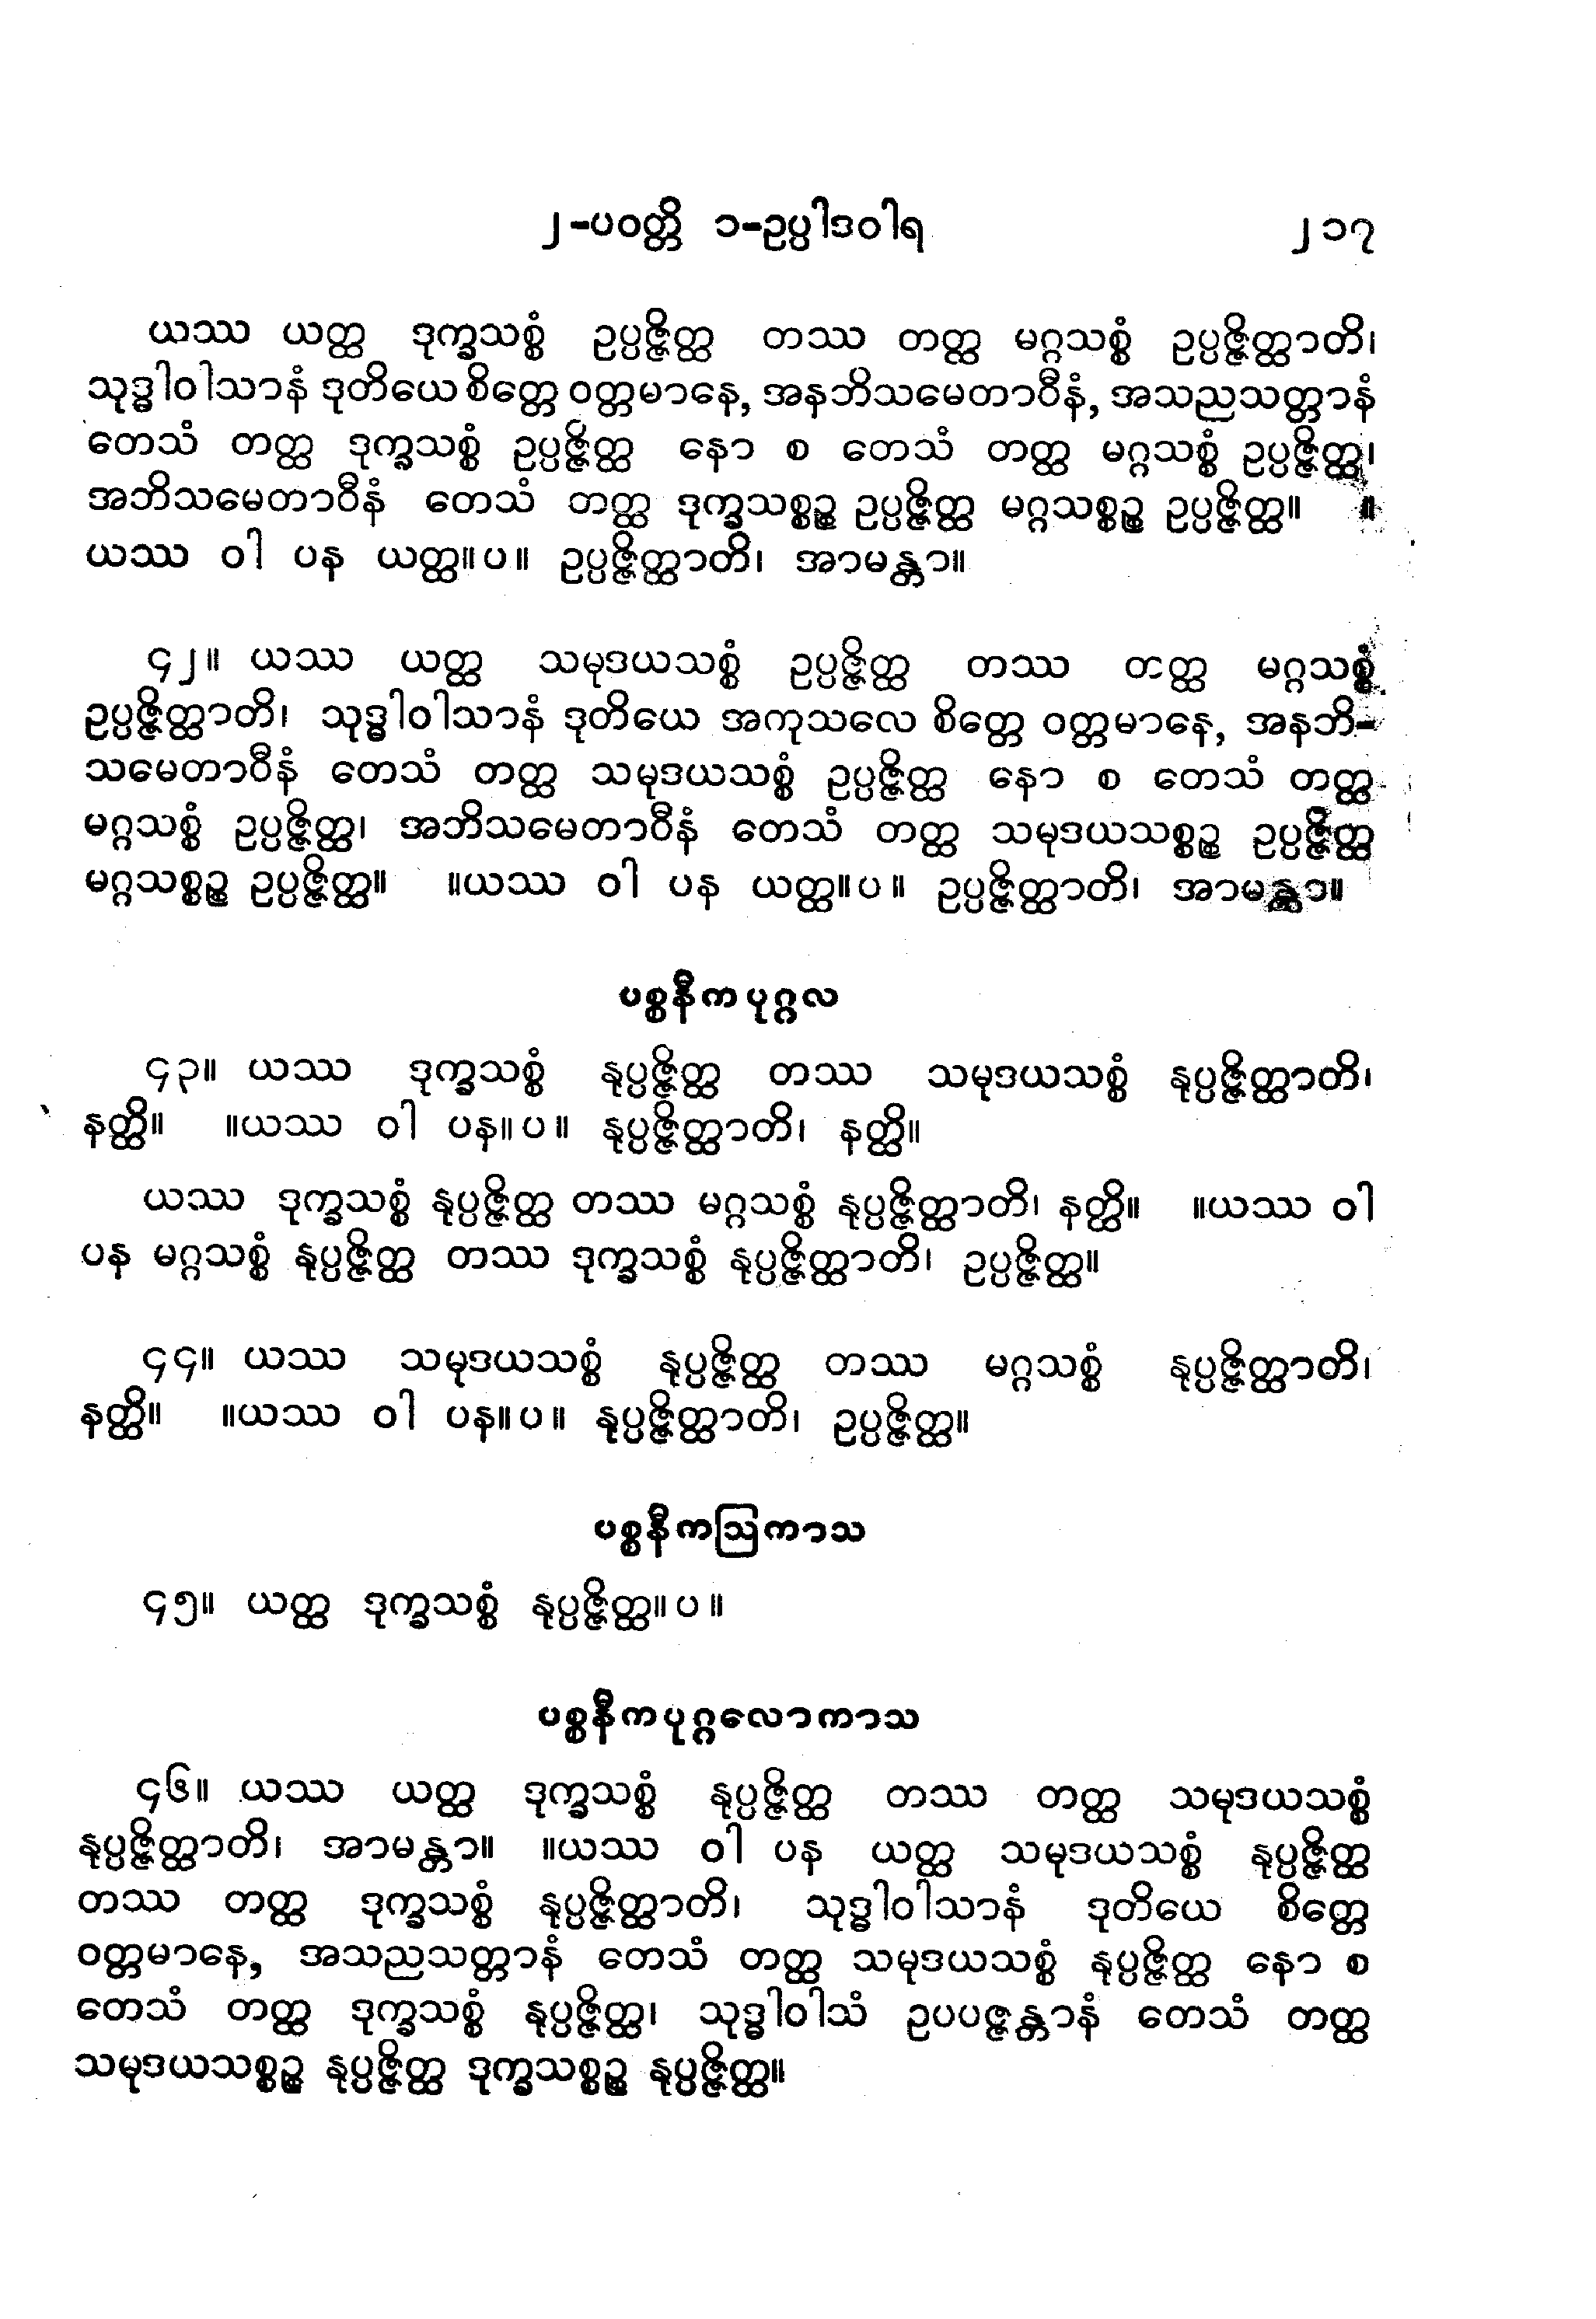 ၂-ပဝတ္တိ ၁-ဥပ္ပါဒဝါရ ၂၁၇
ယဿ ယတ္ထ ဒုက္ခသစ္စံ ဥပ္ပဇ္ဇိတ္ထ တဿ တတ္ထ မဂ္ဂသစ္စံ ဥပ္ပဇ္ဇိတ္ထာတိ၊
သုဒ္ဓါဝါသာနံ ဒုတိယေ စိတ္တေ ဝတ္တမာနေ, အနဘိသမေတာဝီနံ, အသညသတ္တာနံ
တေသံ တတ္ထ ဒုက္ခသစ္စံ ဥပ္ပဇ္ဇိတ္ထ နော စ တေသံ တတ္ထ မဂ္ဂသစ္စံ ဥပ္ပဇ္ဇိတ္ထ၊
အဘိသမေတာဝီနံ တေသံ တတ္ထ ဒုက္ခသစ္စဉ္စ ဥပ္ပဇ္ဇိတ္ထ မဂ္ဂသစ္စဉ္စ ဥပ္ပဇ္ဇိတ္ထ။ ။
ယဿ ဝါ ပန ယတ္ထ။ပ။ ဥပ္ပဇ္ဇိတ္ထာတိ၊ အာမန္တာ။
၄၂။ ယဿ ယတ္ထ သမုဒယသစ္စံ ဥပ္ပဇ္ဇိတ္ထ တဿ တတ္ထ မဂ္ဂသစ္စံ
ဥပ္ပဇ္ဇိတ္ထာတိ၊ သုဒ္ဓါဝါသာနံ ဒုတိယေ အကုသလေ စိတ္တေ ဝတ္တမာနေ, အနဘိ-
သမေတာဝီနံ တေသံ တတ္ထ သမုဒယသစ္စံ ဥပ္ပဇ္ဇိတ္ထ နော စ တေသံ တတ္ထ
မဂ္ဂသစ္စံ ဥပ္ပဇ္ဇိတ္ထ၊ အဘိသမေတာဝီနံ တေသံ တတ္ထ သမုဒယသစ္စဉ္စ ဥပ္ပဇ္ဇိတ္ထ
မဂ္ဂသစ္စဉ္စ ဥပ္ပဇ္ဇိတ္ထ။ ။ယဿ ဝါ ပန ယတ္ထ။ပ။ ဥပ္ပဇ္ဇိတ္ထာတိ၊ အာမန္တာ။
ပစ္စနီကပုဂ္ဂလ
၄၃။ ယဿ ဒုက္ခသစ္စံ နုပ္ပဇ္ဇိတ္ထ တဿ သမုဒယသစ္စံ နုပ္ပဇ္ဇိတ္ထာတိ၊
နတ္ထိ။ ။ယဿ ဝါ ပန။ပ။ နုပ္ပဇ္ဇိတ္ထာတိ၊ နတ္ထိ။
ယဿ ဒုက္ခသစ္စံ နုပ္ပဇ္ဇိတ္ထ တဿ မဂ္ဂသစ္စံ နုပ္ပဇ္ဇိတ္ထာတိ၊ နတ္ထိ။ ။ယဿ ဝါ
ပန မဂ္ဂသစ္စံ နုပ္ပဇ္ဇိတ္ထ တဿ ဒုက္ခသစ္စံ နုပ္ပဇ္ဇိတ္ထာတိ၊ ဥပ္ပဇ္ဇိတ္ထ။
၄၄။ ယဿ သမုဒယသစ္စံ နုပ္ပဇ္ဇိတ္ထ တဿ မဂ္ဂသစ္စံ နုပ္ပဇ္ဇိတ္ထာတိ၊
နတ္ထိ။ ။ယဿ ဝါ ပန။ပ။ နုပ္ပဇ္ဇိတ္ထာတိ၊ ဥပ္ပဇ္ဇိတ္ထ။
ပစ္စနီကဩကာသ
၄၅။ ယတ္ထ ဒုက္ခသစ္စံ နုပ္ပဇ္ဇိတ္ထ။ပ။
ပစ္စနီကပုဂ္ဂလောကာသ
၄၆။ ယဿ ယတ္ထ ဒုက္ခသစ္စံ နုပ္ပဇ္ဇိတ္ထ တဿ တတ္ထ သမုဒယသစ္စံ
နုပ္ပဇ္ဇိတ္ထာတိ၊ အာမန္တာ။ ။ယဿ ဝါ ပန ယတ္ထ သမုဒယသစ္စံ နုပ္ပဇ္ဇိတ္ထ
တဿ တတ္ထ ဒုက္ခသစ္စံ နုပ္ပဇ္ဇိတ္ထာတိ၊ သုဒ္ဓါဝါသာနံ ဒုတိယေ စိတ္တေ
ဝတ္တမာနေ, အသညသတ္တာနံ တေသံ တတ္ထ သမုဒယသစ္စံ နုပ္ပဇ္ဇိတ္ထ နော စ
တေသံ တတ္ထ ဒုက္ခသစ္စံ နုပ္ပဇ္ဇိတ္ထ၊ သုဒ္ဓါဝါသံ ဥပပဇ္ဇန္တာနံ တေသံ တတ္ထ
သမုဒယသစ္စဉ္စ နုပ္ပဇ္ဇိတ္ထ ဒုက္ခသစ္စဉ္စ နုပ္ပဇ္ဇိတ္ထ။